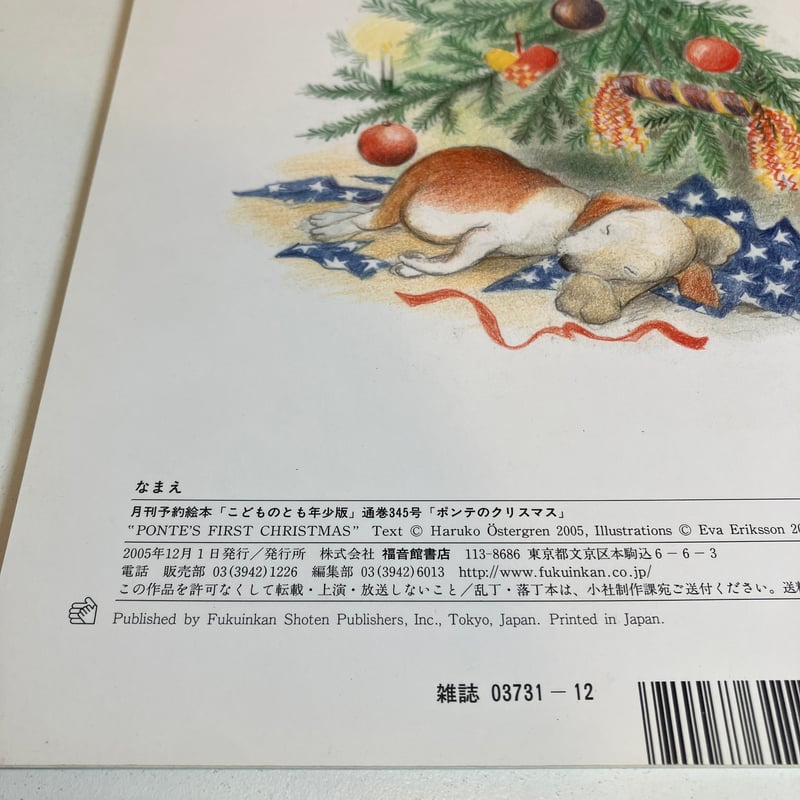 なまえ
月刊予約絵本「こどものとも年少版」通巻345号「ポンテのクリスマス」
“PONTE'S FIRST CHRISTMAS” Text © Haruko Östergren 2005, Illustrations © Eva Eriksson
2005年12月1日発行／発行所 株式会社 福音館書店 113-8686 東京都文京区本駒込6－6－3
電話 販売部 03(3942)1226 編集部 03(3942)6013 http://www.fukuinkan.co.jp/
この作品を許可なくして転載・上演・放送しないこと／乱丁・落丁本は、小社制作課宛ご送付ください。送料
Published by Fukuinkan Shoten Publishers, Inc., Tokyo, Japan. Printed in Japan.
雑誌 03731－12